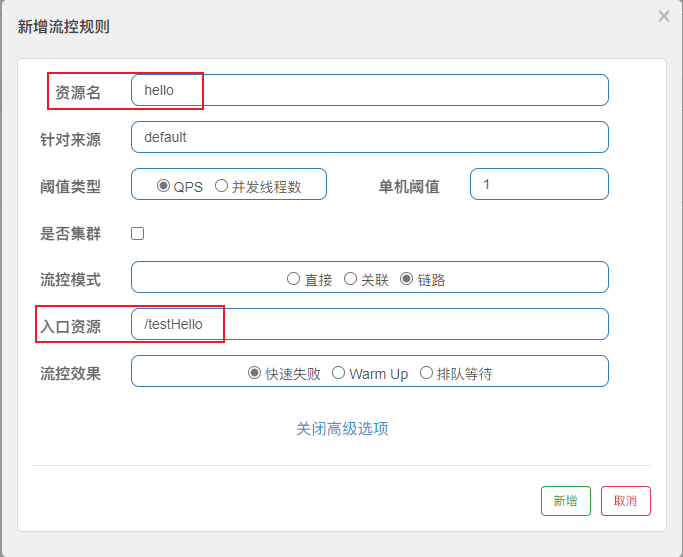 新增流控规则
×
资源名 hello
针对来源 default
阈值类型 QPS 并发线程数 单机阈值 1
是否集群
流控模式 直接 关联 链路
入口资源 /testHello
流控效果 快速失败 Warm Up 排队等待
关闭高级选项
新增 取消